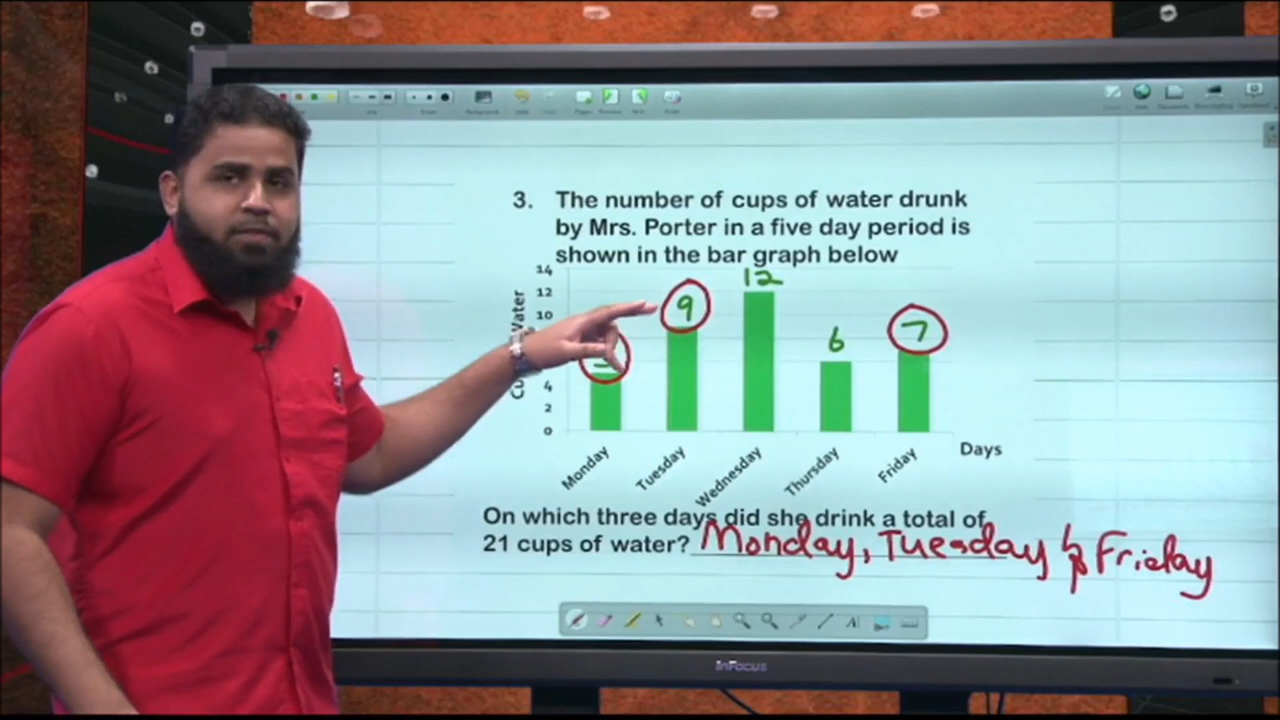 3. The number of cups of water drunk
by Mrs. Porter in a five day period is
shown in the bar graph below
14
12
10
4
2
0
12
9
7
6
Monday
Tuesday
Wednesday
Thursday
Friday
Days
On which three days did she drink a total of
21 cups of water? Monday, Tuesday & Friday
InFocus